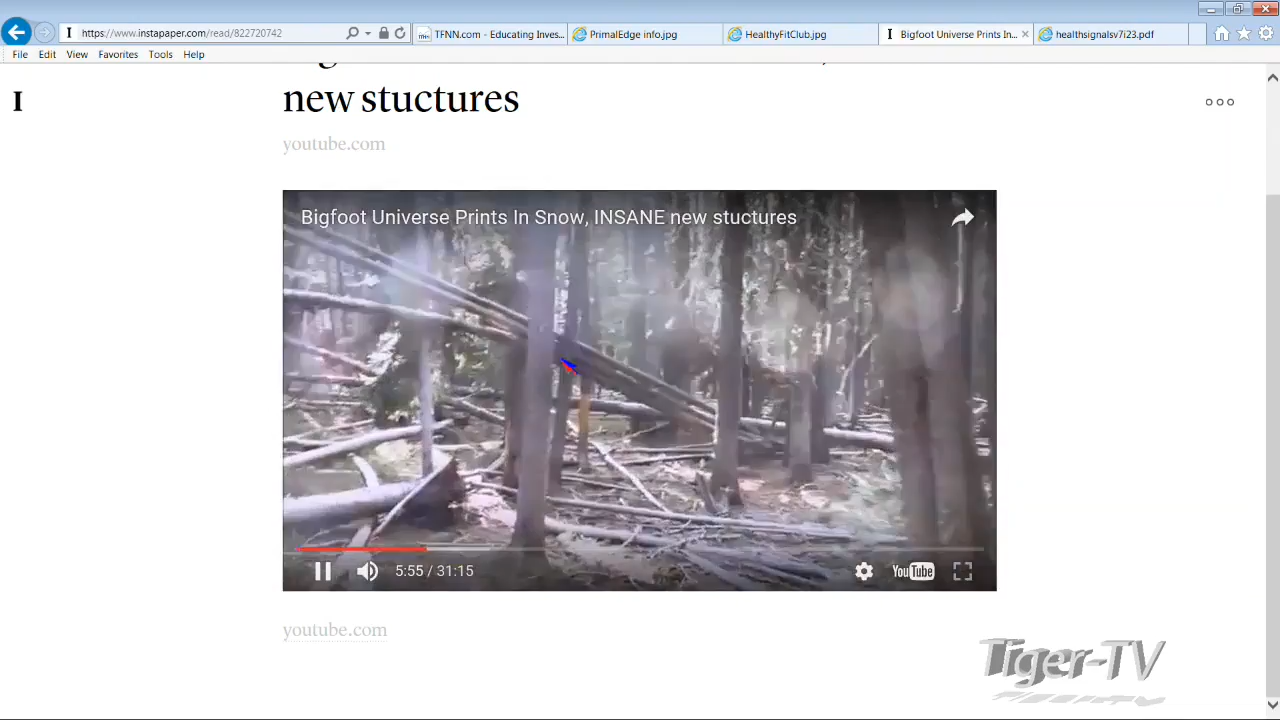 I
https://www.instapaper.com/read/822720742
TFNN.com - Educating Inves...
PrimalEdge info.jpg
HealthyFitClub.jpg
I
Bigfoot Universe Prints In...
healthsignalsv7i23.pdf
File Edit View Favorites Tools Help
I
new stuctures
youtube.com
Bigfoot Universe Prints In Snow, INSANE new stuctures
5:55 / 31:15
YouTube
youtube.com
Tiger-TV